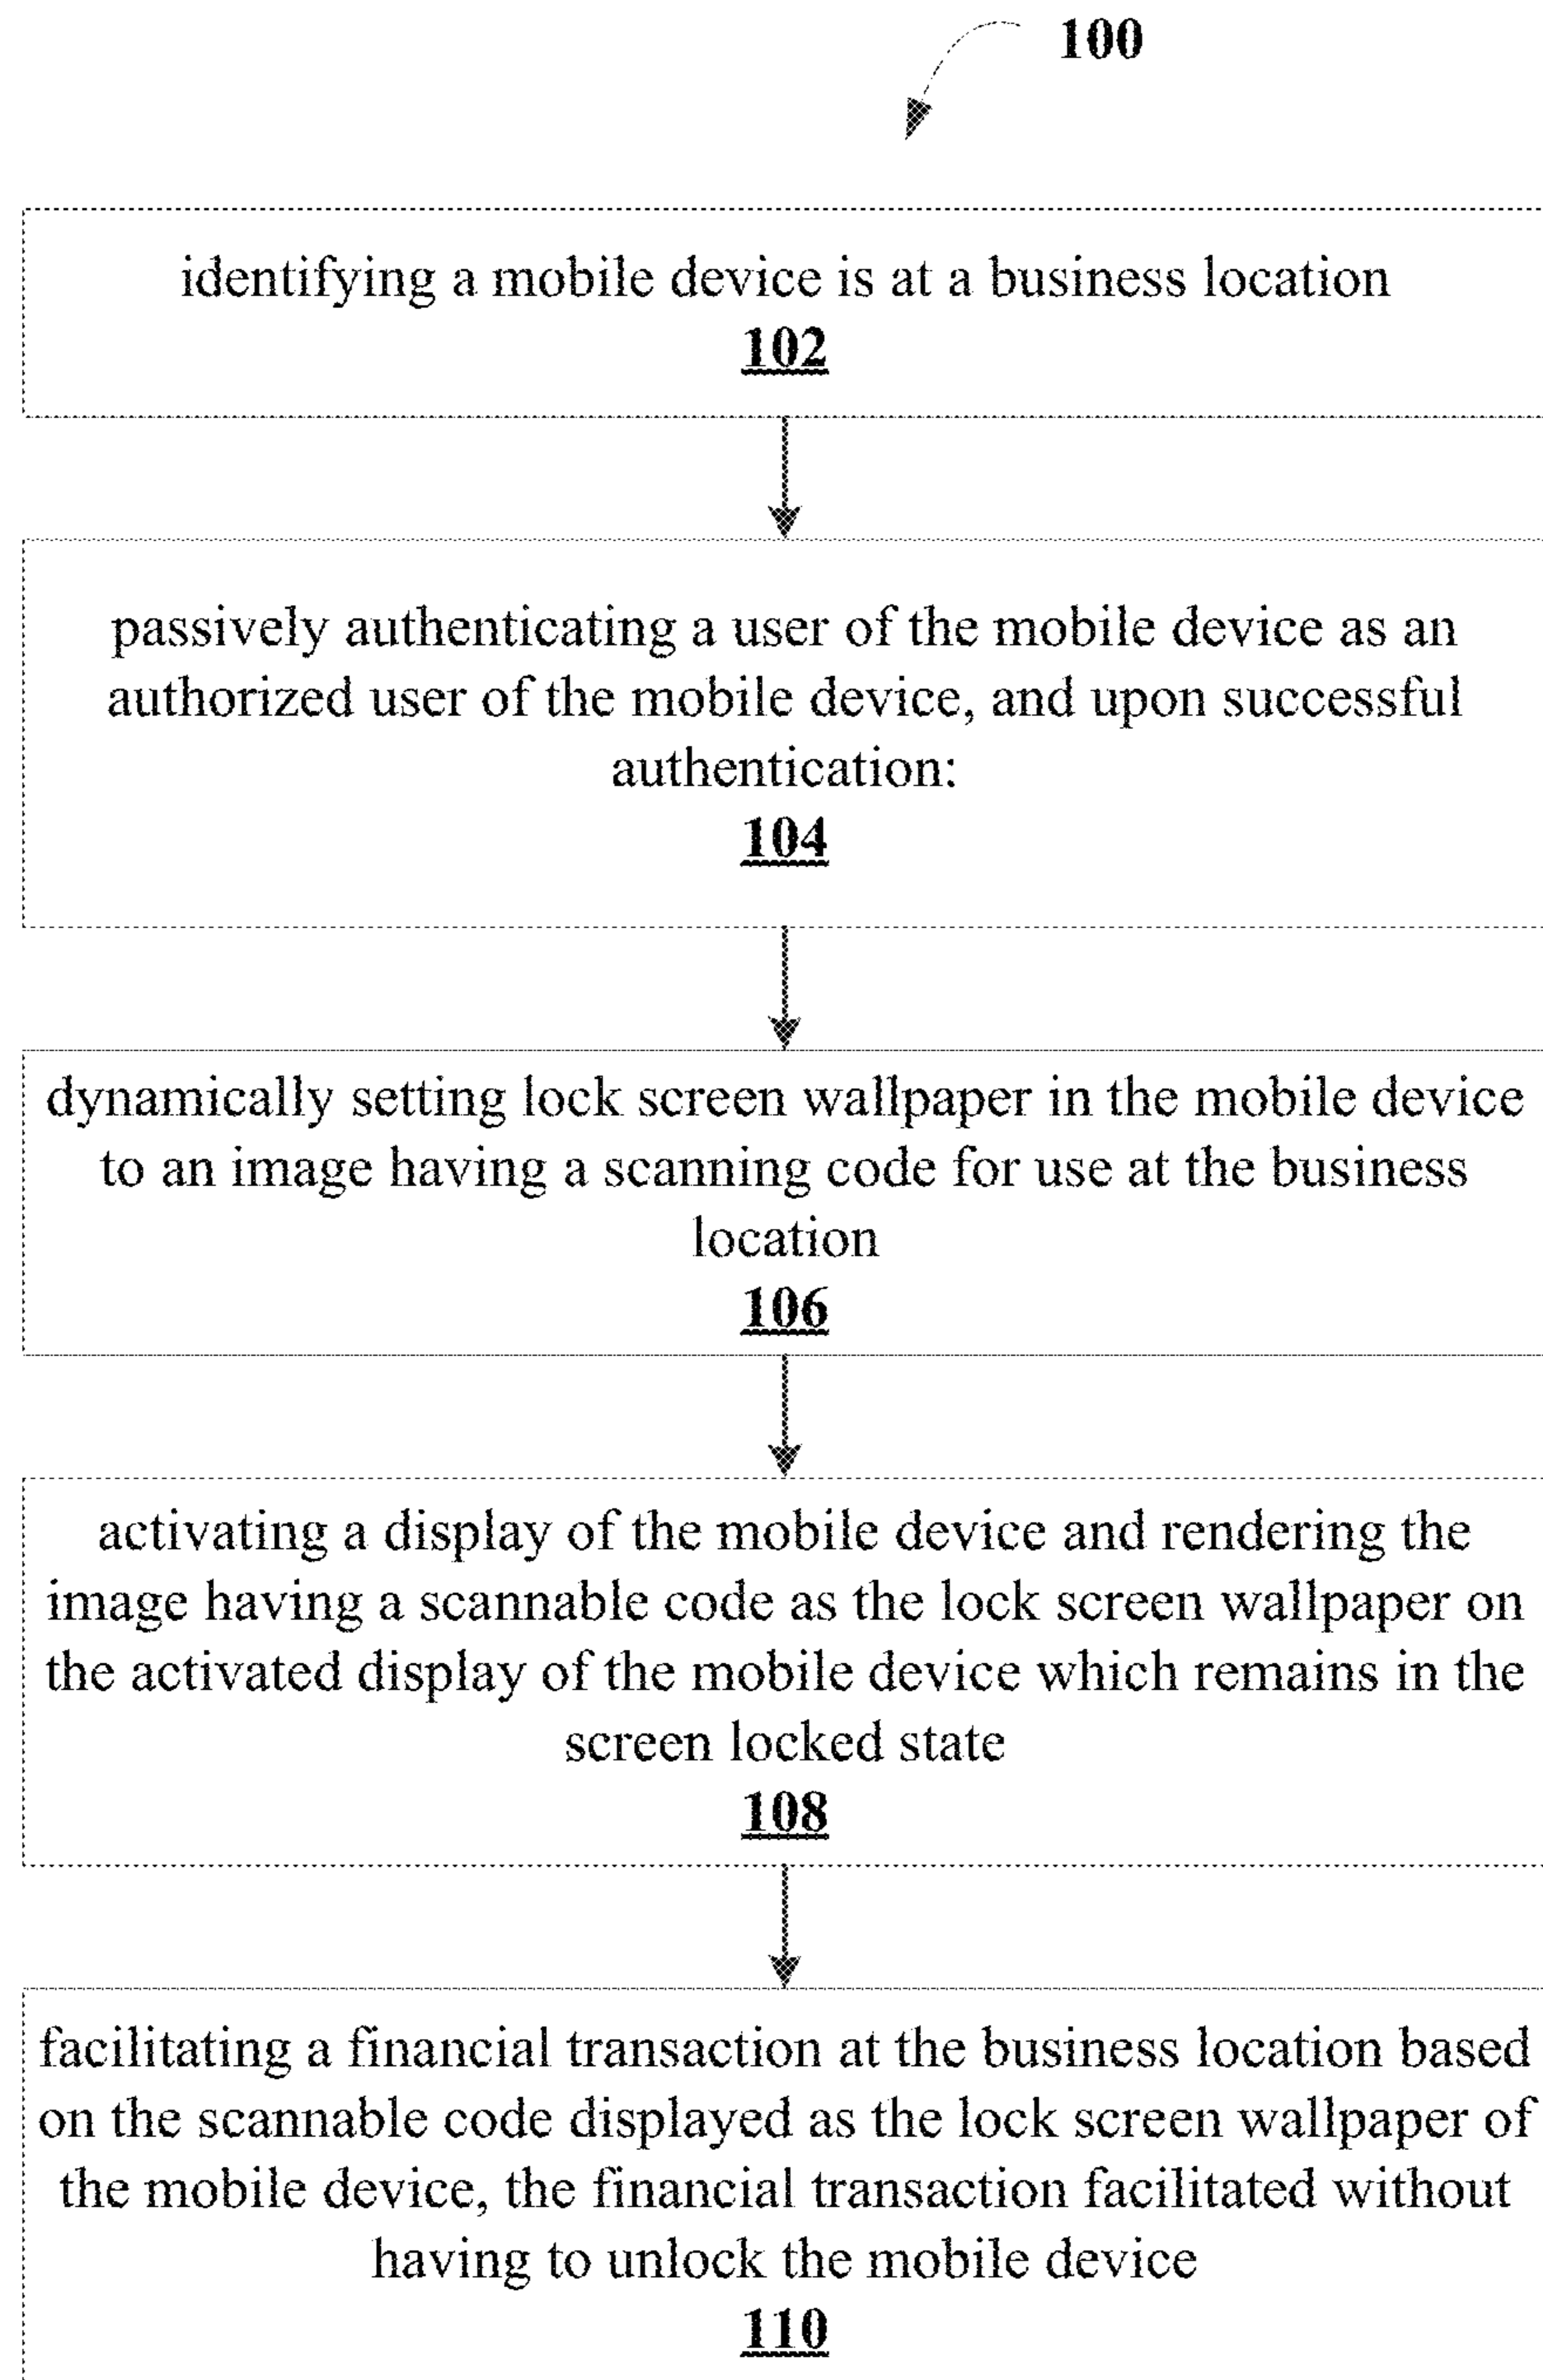 100
identifying a mobile device is at a business location
102
passively authenticating a user of the mobile device as an
authorized user of the mobile device, and upon successful
authentication:
104
dynamically setting lock screen wallpaper in the mobile device
to an image having a scanning code for use at the business
location
106
activating a display of the mobile device and rendering the
image having a scannable code as the lock screen wallpaper on
the activated display of the mobile device which remains in the
screen locked state
108
facilitating a financial transaction at the business location based
on the scannable code displayed as the lock screen wallpaper of
the mobile device, the financial transaction facilitated without
having to unlock the mobile device
110